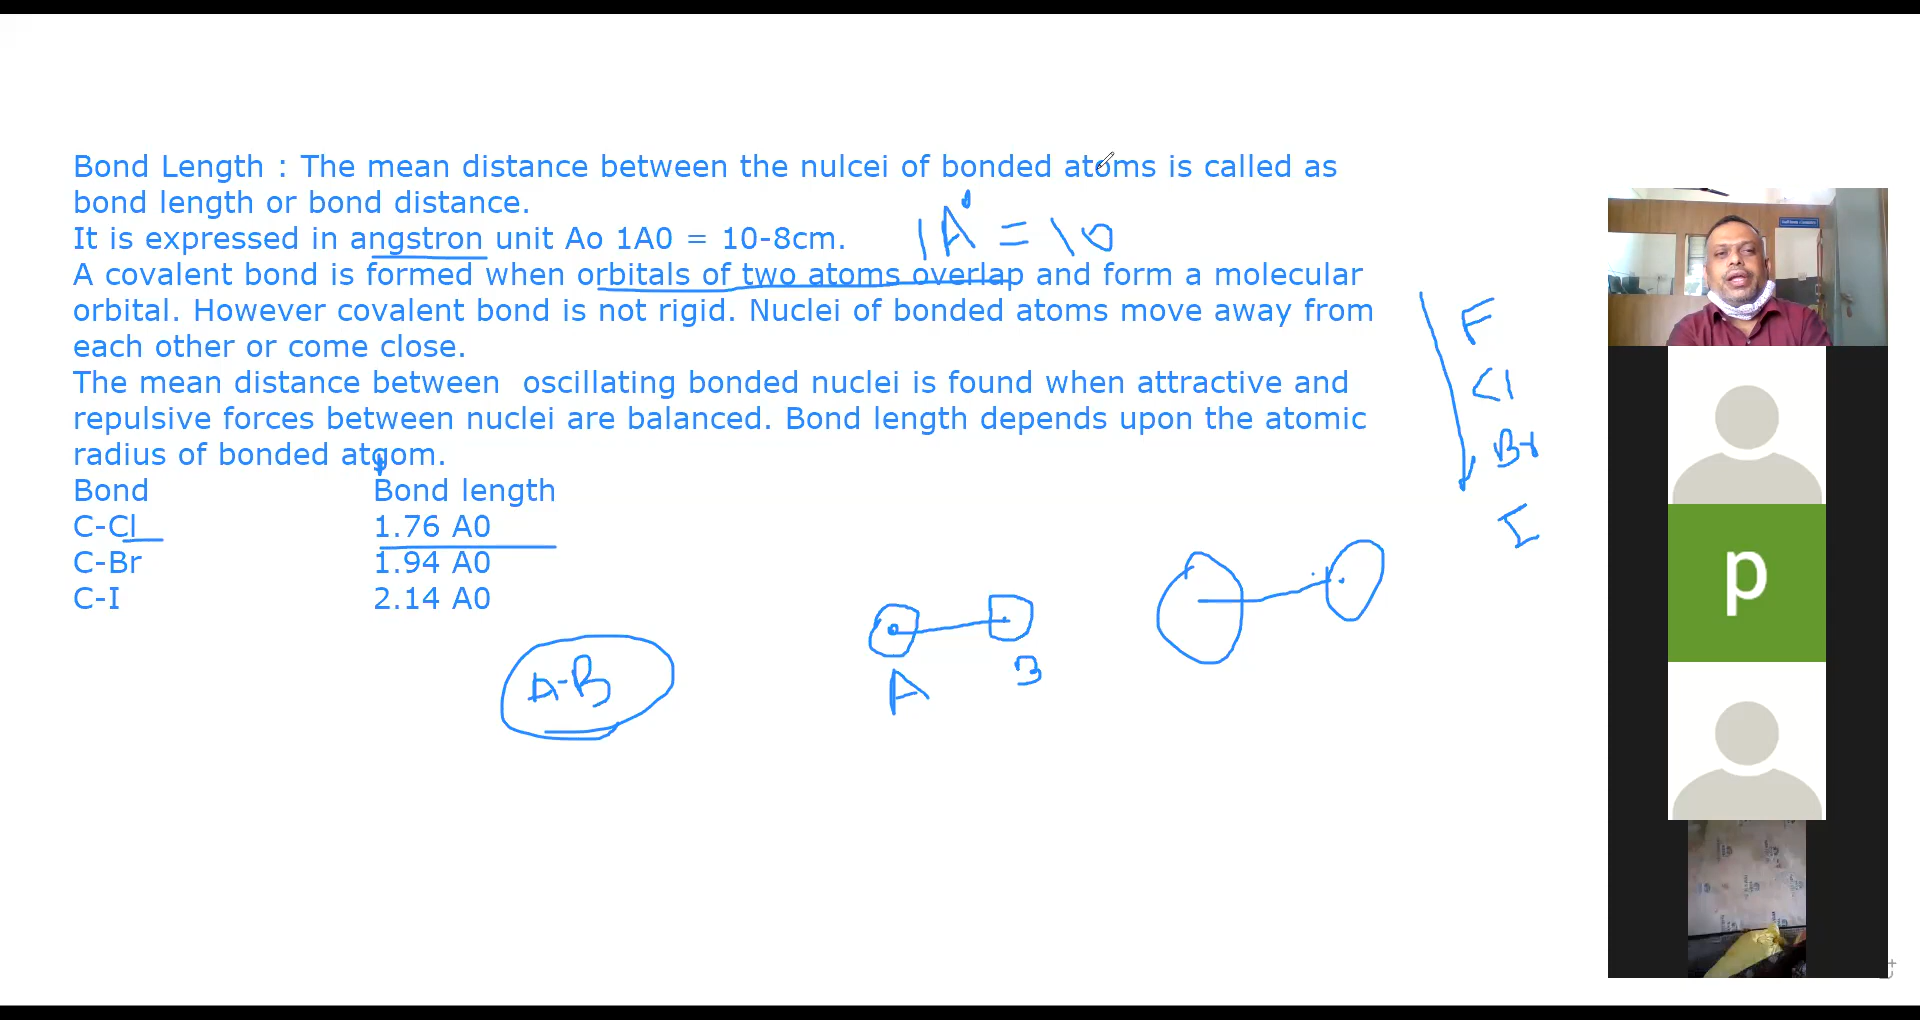 Bond Length : The mean distance between the nulcei of bonded atoms is called as
bond length or bond distance.
It is expressed in angstron unit Ao 1A0 = 10-8cm.
1A° = 10
A covalent bond is formed when orbitals of two atoms overlap and form a molecular
orbital. However covalent bond is not rigid. Nuclei of bonded atoms move away from
each other or come close.
The mean distance between  oscillating bonded nuclei is found when attractive and
repulsive forces between nuclei are balanced. Bond length depends upon the atomic
radius of bonded atgom.
Bond Bond length
C-Cl 1.76 A0
C-Br 1.94 A0
C-I 2.14 A0
F
Cl
Br
I
A-B
A B
p